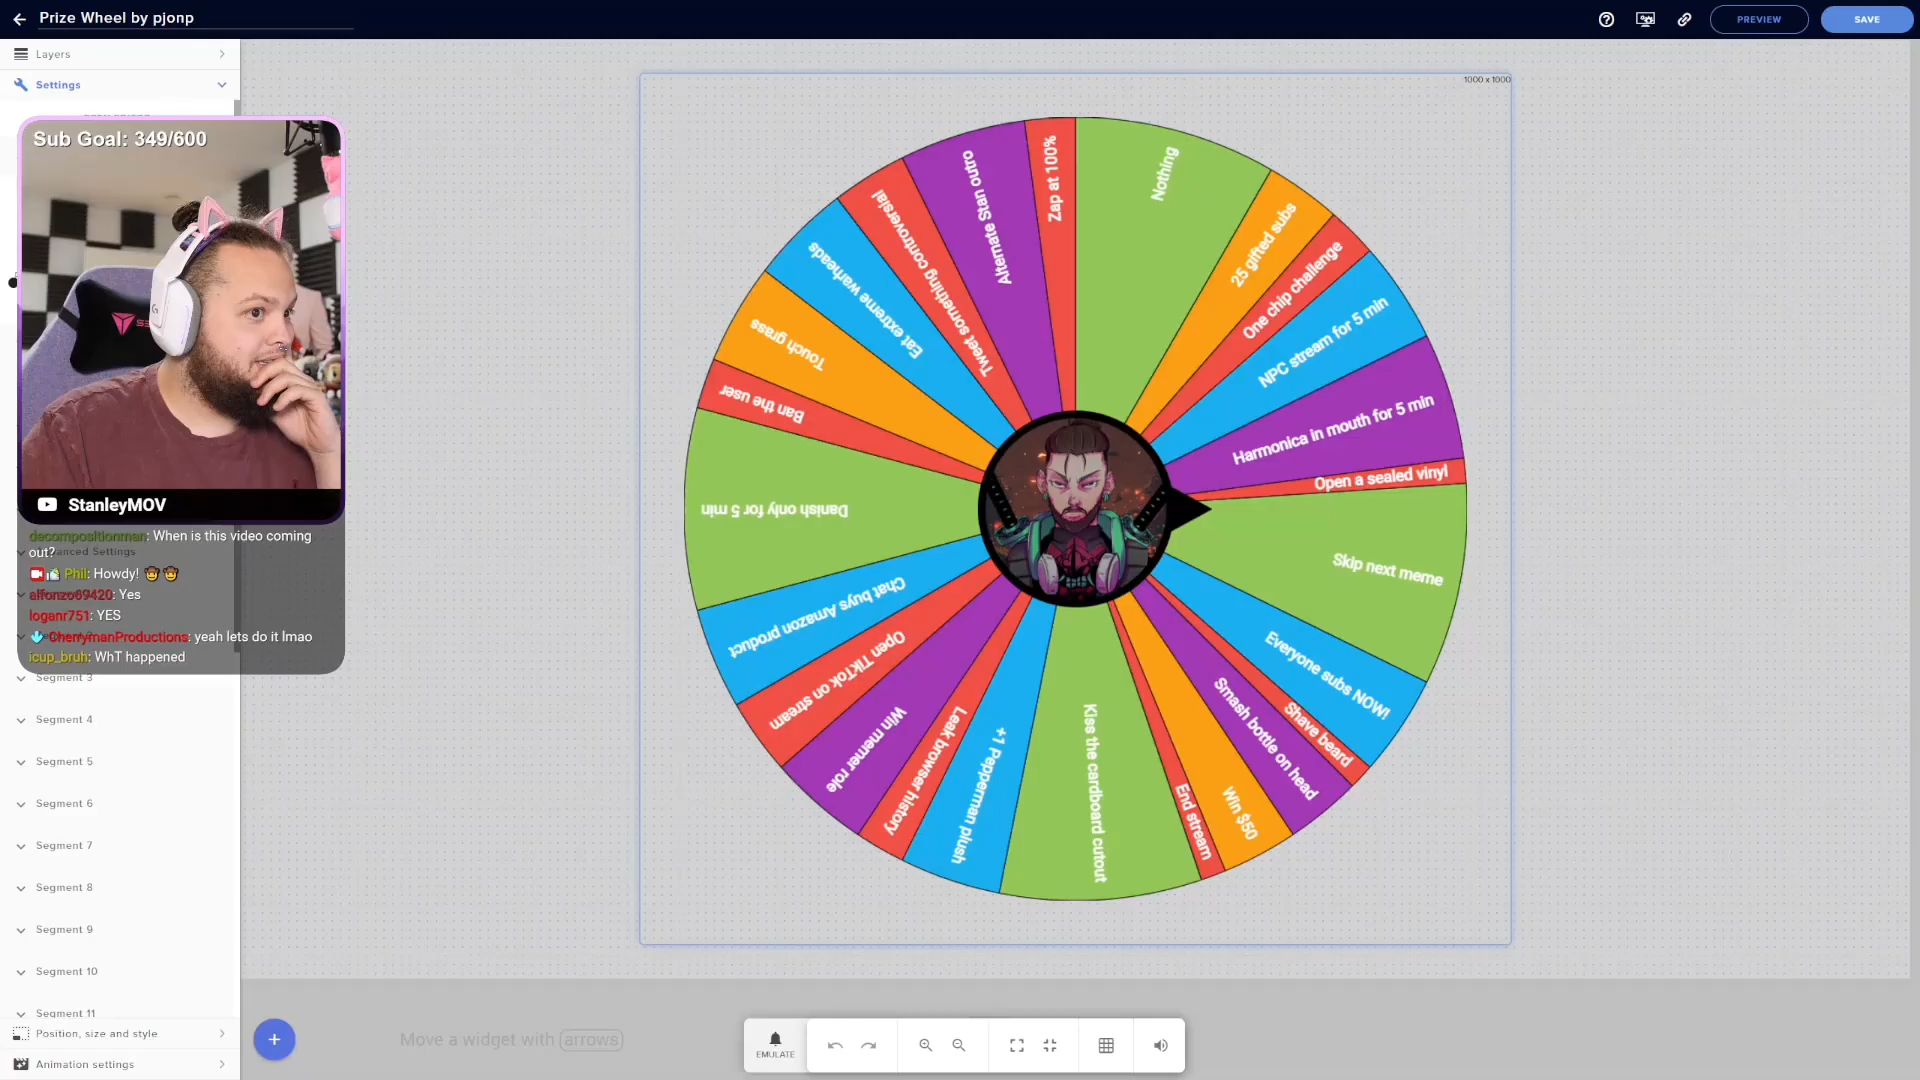 Prize Wheel by pjonp
PREVIEW
SAVE
Layers
Settings
1000 x 1000
Sub Goal: 349/600
StanleyMOV
decompositionman: When is this video coming
out?
Phil: Howdy!
alfonzo69420: Yes
loganr751: YES
CherrymanProductions: yeah lets do it lmao
icup_bruh: WhT happened
Segment 3
Segment 4
Segment 5
Segment 6
Segment 7
Segment 8
Segment 9
Segment 10
Segment 11
Position, size and style
Animation settings
Nothing
25 gifted subs
One chip challenge
NPC stream for 5 min
Harmonica in mouth for 5 min
Open a sealed vinyl
Skip next meme
Everyone subs NOW!
Shave beard
Smash bottle on head
Win $50
End stream
Kiss the cardboard cutout
+1 Pepperman plush
Leak browser history
Win memer role
Open TikTok on stream
Chat buys Amazon product
Danish only for 5 min
Ban the user
Touch grass
Eat extreme warheads
Tweet something controversial
Alternate Stan outro
Zap at 100%
Move a widget with arrows
EMULATE